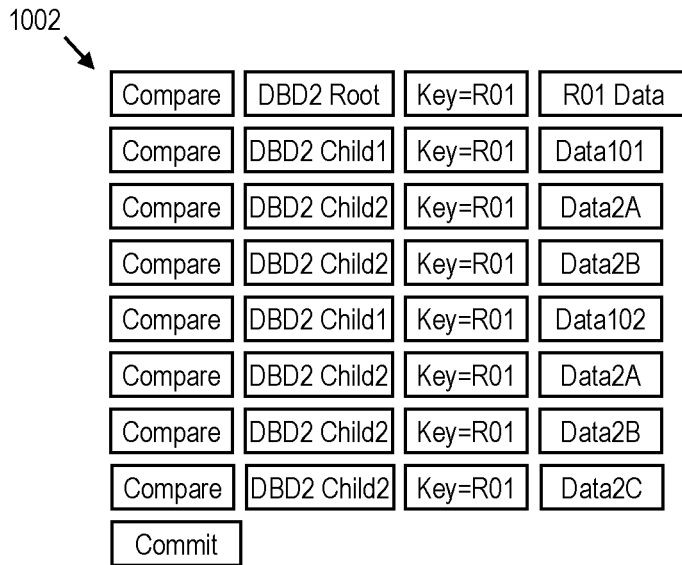 1002
Compare DBD2 Root Key=R01 R01 Data
Compare DBD2 Child1 Key=R01 Data101
Compare DBD2 Child2 Key=R01 Data2A
Compare DBD2 Child2 Key=R01 Data2B
Compare DBD2 Child1 Key=R01 Data102
Compare DBD2 Child2 Key=R01 Data2A
Compare DBD2 Child2 Key=R01 Data2B
Compare DBD2 Child2 Key=R01 Data2C
Commit